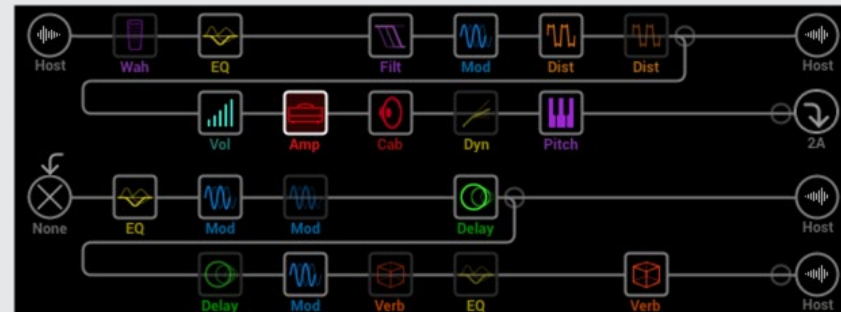 Host Wah EQ Filt Mod Dist Dist Host
Vol Amp Cab Dyn Pitch 2A
None EQ Mod Mod Delay Host
Delay Mod Verb EQ Verb Host